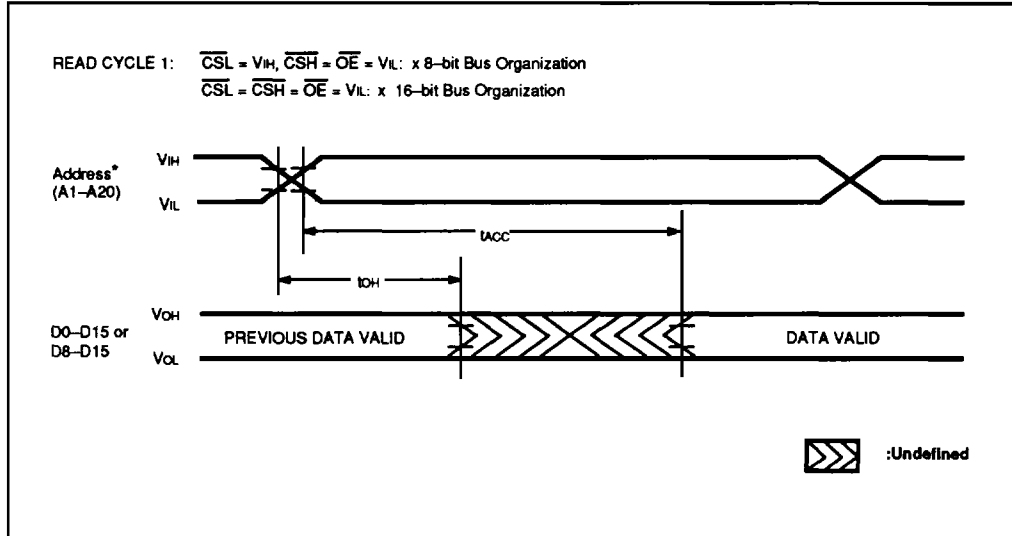 READ CYCLE 1: CSL = VIH, CSH = OE = VIL: x 8–bit Bus Organization
CSL = CSH = OE = VIL: x 16–bit Bus Organization
Address*
(A1–A20)
VIH
VIL
tACC
tOH
D0–D15 or
D8–D15
VOH
VOL
PREVIOUS DATA VALID
DATA VALID
:Undefined